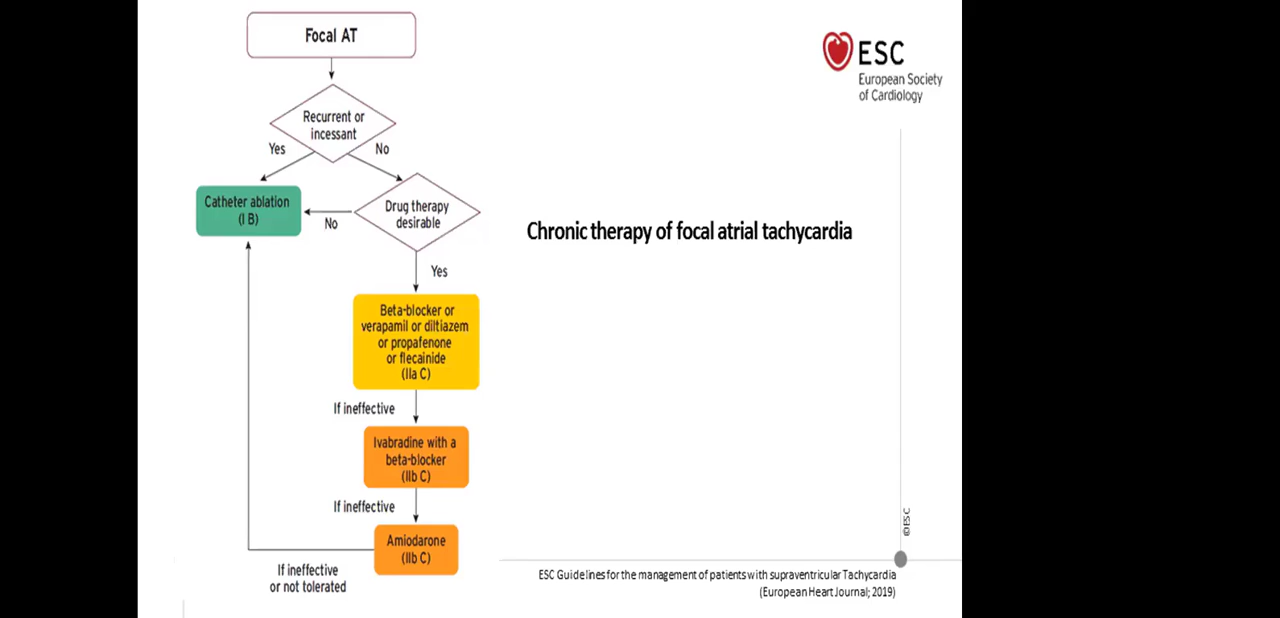 Focal AT
Recurrent or
incessant
Yes
No
Catheter ablation
(I B)
Drug therapy
desirable
No
Yes
Beta-blocker or
verapamil or diltiazem
or propafenone
or flecainide
(IIa C)
If ineffective
Ivabradine with a
beta-blocker
(IIb C)
If ineffective
Amiodarone
(IIb C)
If ineffective
or not tolerated
Chronic therapy of focal atrial tachycardia
ESC
European Society
of Cardiology
©ESC
ESC Guidelines for the management of patients with supraventricular Tachycardia
(European Heart Journal; 2019)